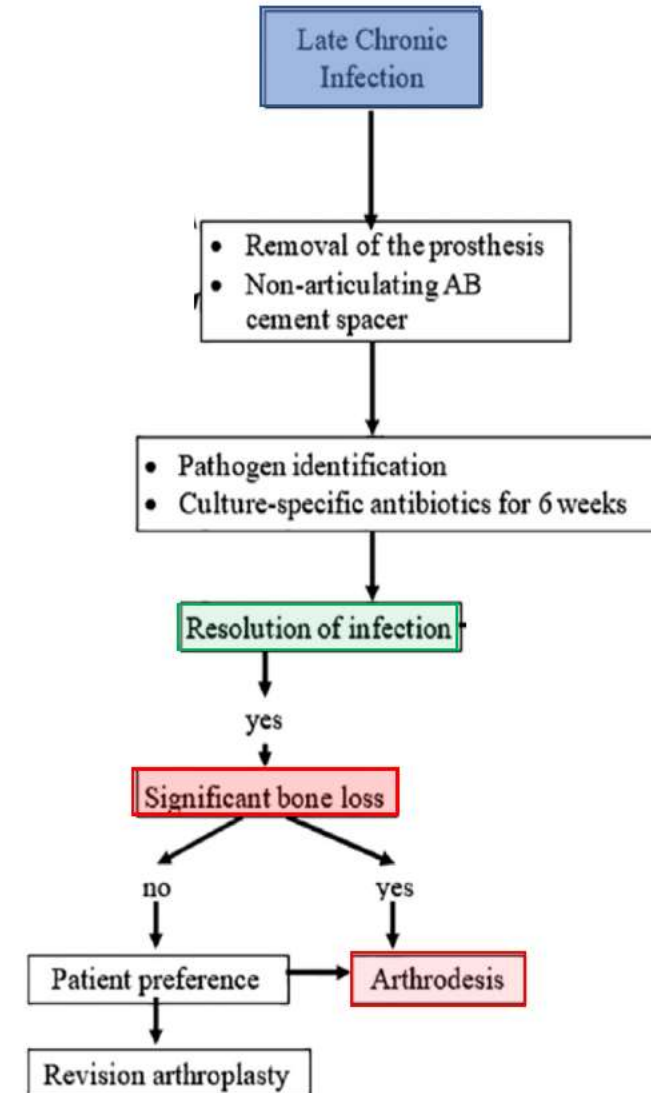 Late Chronic
Infection
• Removal of the prosthesis
• Non-articulating AB
cement spacer
• Pathogen identification
• Culture-specific antibiotics for 6 weeks
Resolution of infection
yes
Significant bone loss
no yes
Patient preference Arthrodesis
Revision arthroplasty